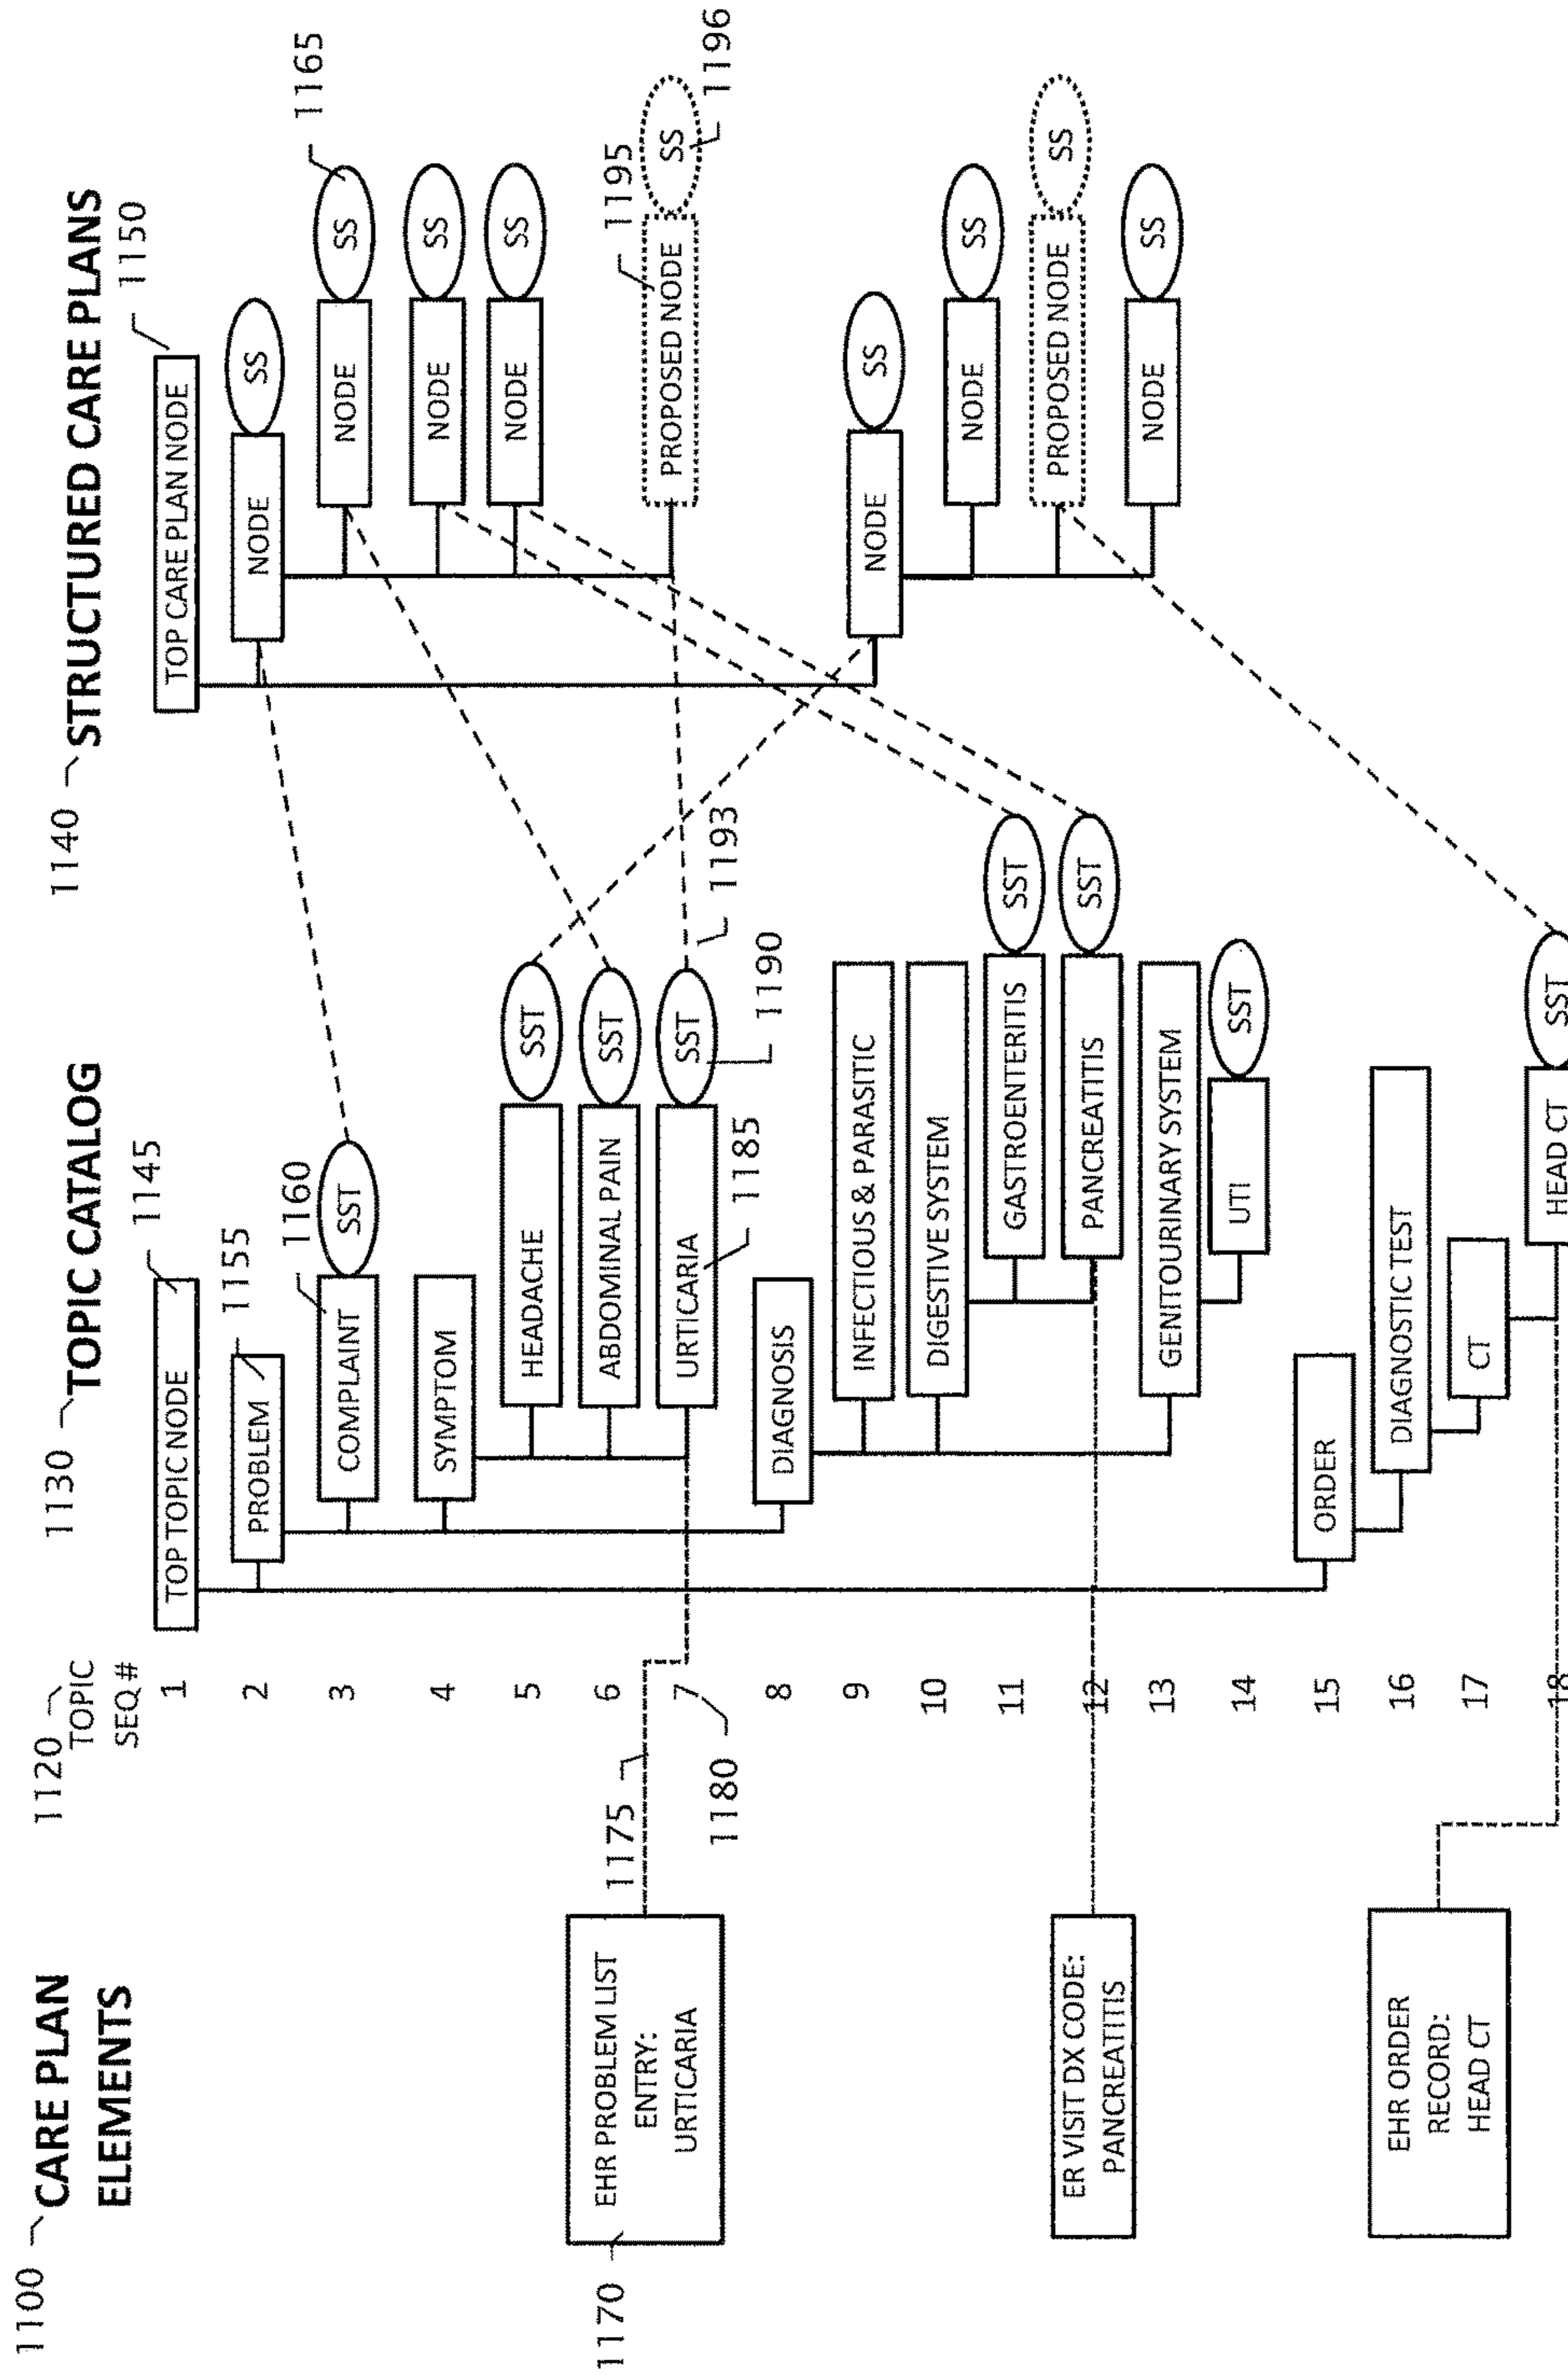 1100 CARE PLAN
ELEMENTS
1120 TOPIC
SEQ#
1130 TOPIC CATALOG
1140 STRUCTURED CARE PLANS
1
TOP TOPIC NODE
1145
TOP CARE PLAN NODE
1150
2
PROBLEM
1155
NODE
SS
3
COMPLAINT
1160
SST
NODE
SS
1165
4
SYMPTOM
NODE
SS
5
HEADACHE
SST
NODE
SS
6
ABDOMINAL PAIN
SST
1170
EHR PROBLEM LIST
ENTRY:
URTICARIA
1175
7
1180
URTICARIA
1185
SST
1190
1193
PROPOSED NODE
1195
SS
1196
8
DIAGNOSIS
9
INFECTIOUS & PARASITIC
NODE
SS
10
DIGESTIVE SYSTEM
NODE
SS
11
GASTROENTERITIS
SST
ER VISIT DX CODE:
PANCREATITIS
12
PANCREATITIS
SST
PROPOSED NODE
SS
13
GENITOURINARY SYSTEM
NODE
SS
14
UTI
SST
15
ORDER
16
DIAGNOSTIC TEST
17
CT
EHR ORDER
RECORD:
HEAD CT
18
HEAD CT
SST